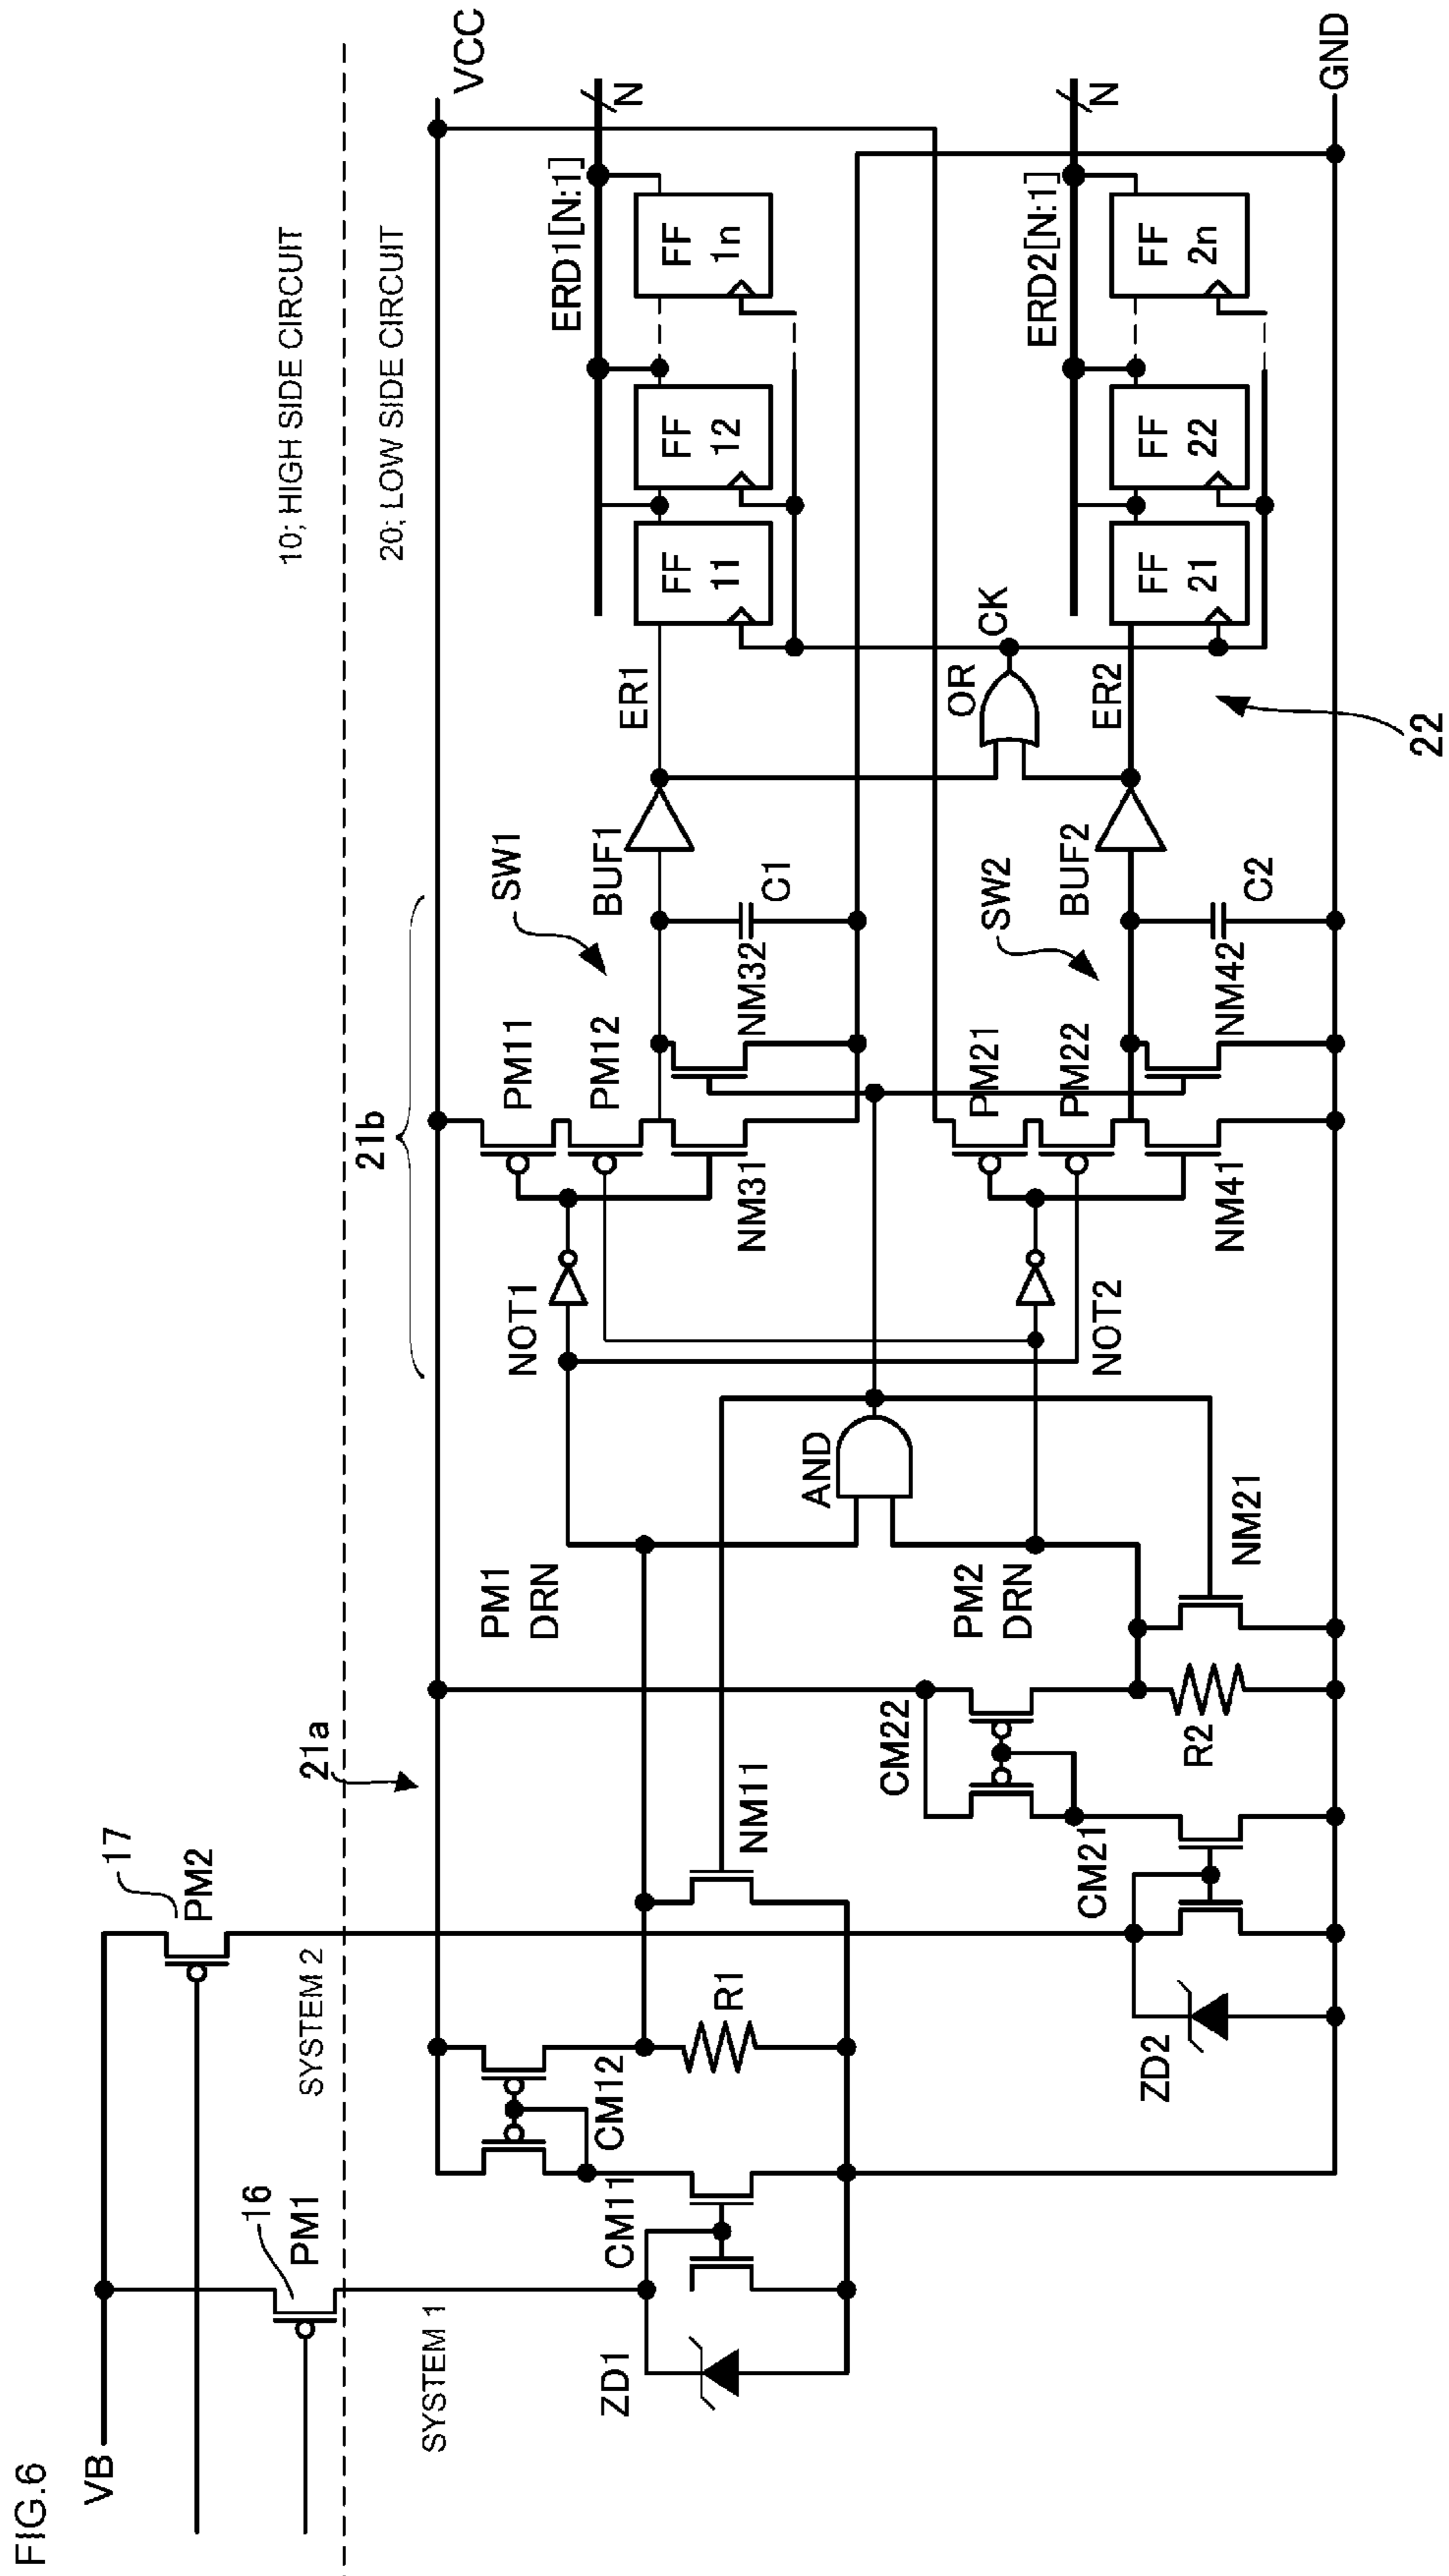 FIG.6
VB
17
PM2
16
PM1
SYSTEM 2
SYSTEM 1
10; HIGH SIDE CIRCUIT
20; LOW SIDE CIRCUIT
21a
21b
VCC
ZD1
CM11
CM12
R1
NM11
PM1
DRN
NOT1
PM11
PM12
NM31
NM32
SW1
BUF1
C1
ER1
FF
11
FF
12
FF
1n
ERD1[N:1]
N
AND
OR
CK
ZD2
CM21
CM22
R2
NM21
PM2
DRN
NOT2
PM21
PM22
NM41
NM42
SW2
BUF2
C2
ER2
FF
21
FF
22
FF
2n
ERD2[N:1]
N
22
GND